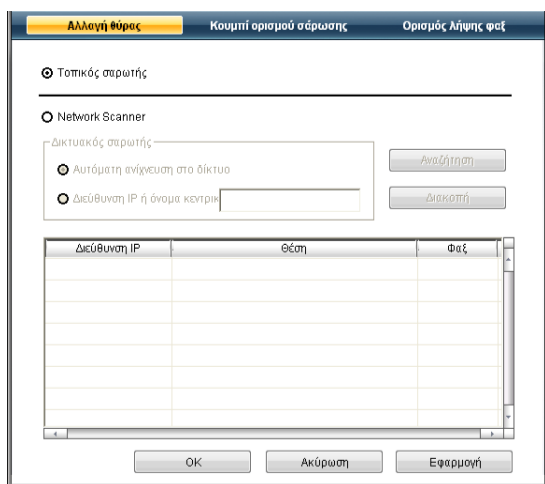 Αλλαγή θύρας Κουμπί ορισμού σάρωσης Ορισμός λήψης φαξ
Τοπικός σαρωτής
Network Scanner
Δικτυακός σαρωτής
Αυτόματη ανίχνευση στο δίκτυο
Αναζήτηση
Διεύθυνση IP ή όνομα κεντρικ
Διακοπή
Διεύθυνση IP Θέση Φαξ
OK Ακύρωση Εφαρμογή